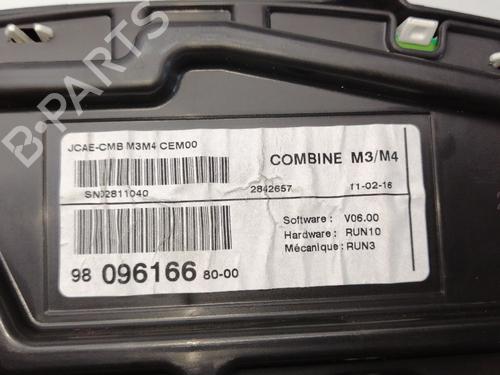 B-PARTS
JCAE-CMB M3M4 CEM00
COMBINE M3/M4
SN02811040
2842657
11-02-16
Software : V06.00
Hardware : RUN10
Mécanique : RUN3
98 096166 80-00